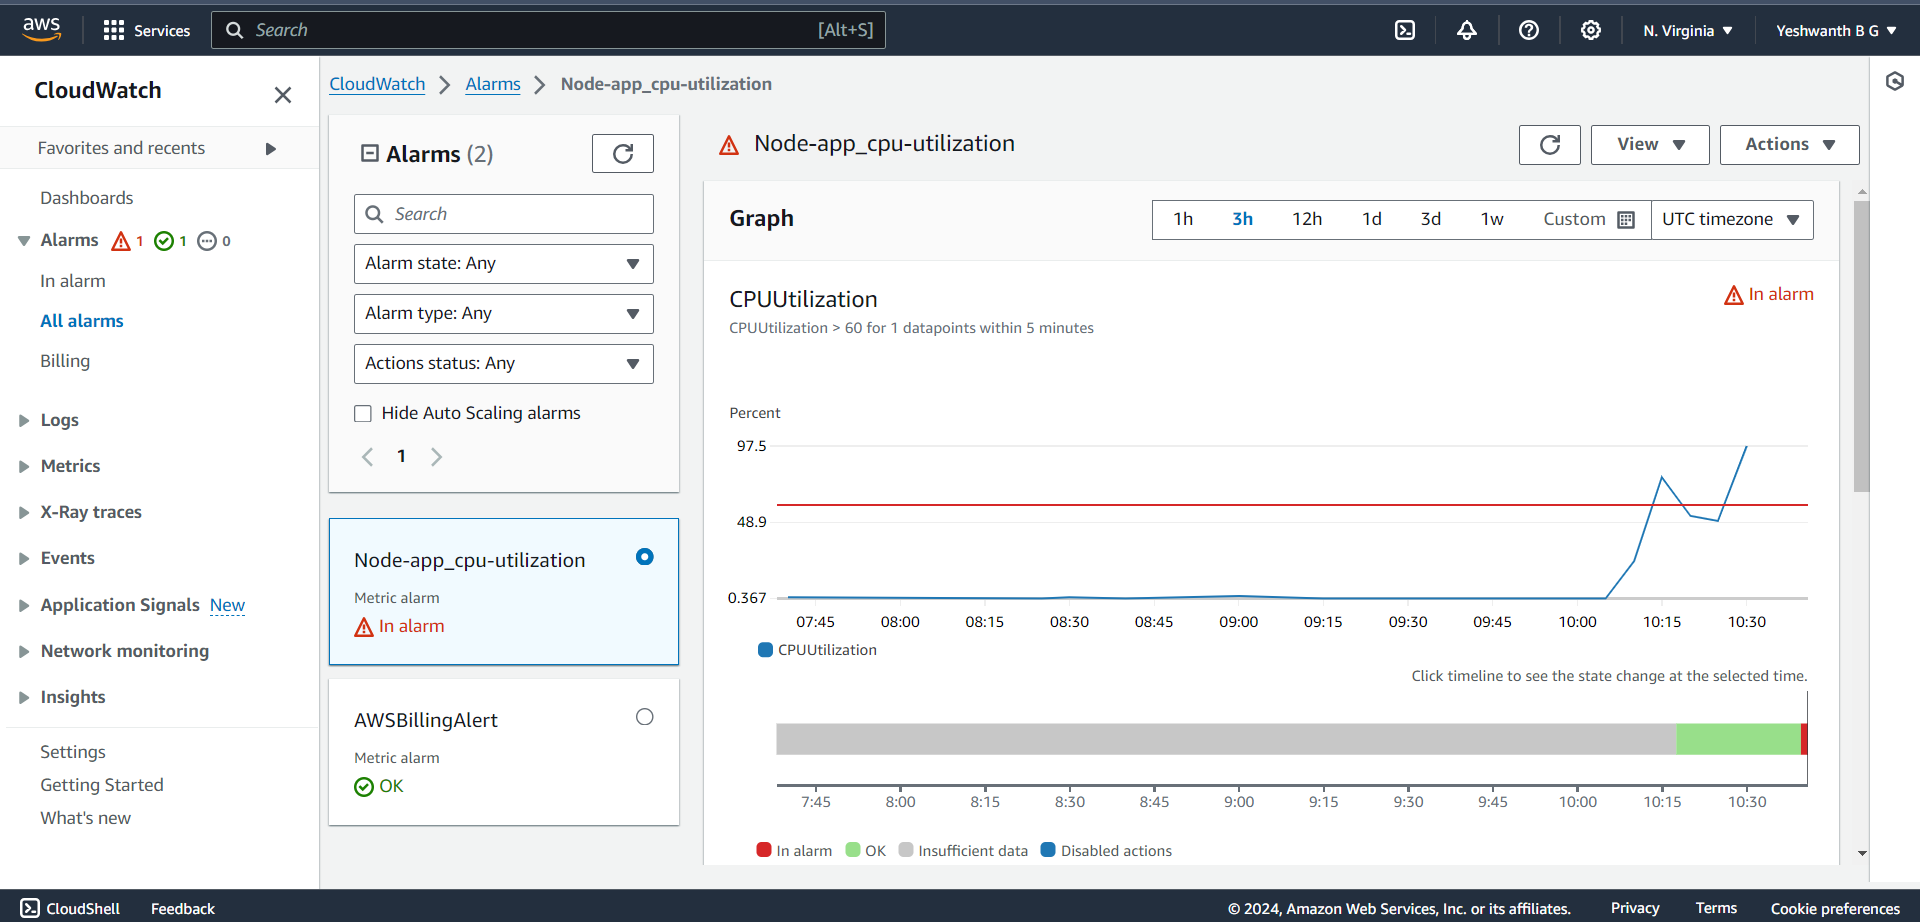 aws
Services
Search
[Alt+S]
N. Virginia
Yeshwanth B G
CloudWatch
Favorites and recents
Dashboards
Alarms 1 1 0
In alarm
All alarms
Billing
Logs
Metrics
X-Ray traces
Events
Application Signals New
Network monitoring
Insights
Settings
Getting Started
What's new
CloudWatch
Alarms
Node-app_cpu-utilization
Alarms (2)
Search
Alarm state: Any
Alarm type: Any
Actions status: Any
Hide Auto Scaling alarms
1
Node-app_cpu-utilization
Metric alarm
In alarm
AWSBillingAlert
Metric alarm
OK
Node-app_cpu-utilization
View
Actions
Graph
1h 3h 12h 1d 3d 1w Custom UTC timezone
CPUUtilization
In alarm
CPUUtilization > 60 for 1 datapoints within 5 minutes
Percent
97.5
48.9
0.367
07:45 08:00 08:15 08:30 08:45 09:00 09:15 09:30 09:45 10:00 10:15 10:30
CPUUtilization
Click timeline to see the state change at the selected time.
7:45 8:00 8:15 8:30 8:45 9:00 9:15 9:30 9:45 10:00 10:15 10:30
In alarm OK Insufficient data Disabled actions
CloudShell
Feedback
© 2024, Amazon Web Services, Inc. or its affiliates.
Privacy
Terms
Cookie preferences